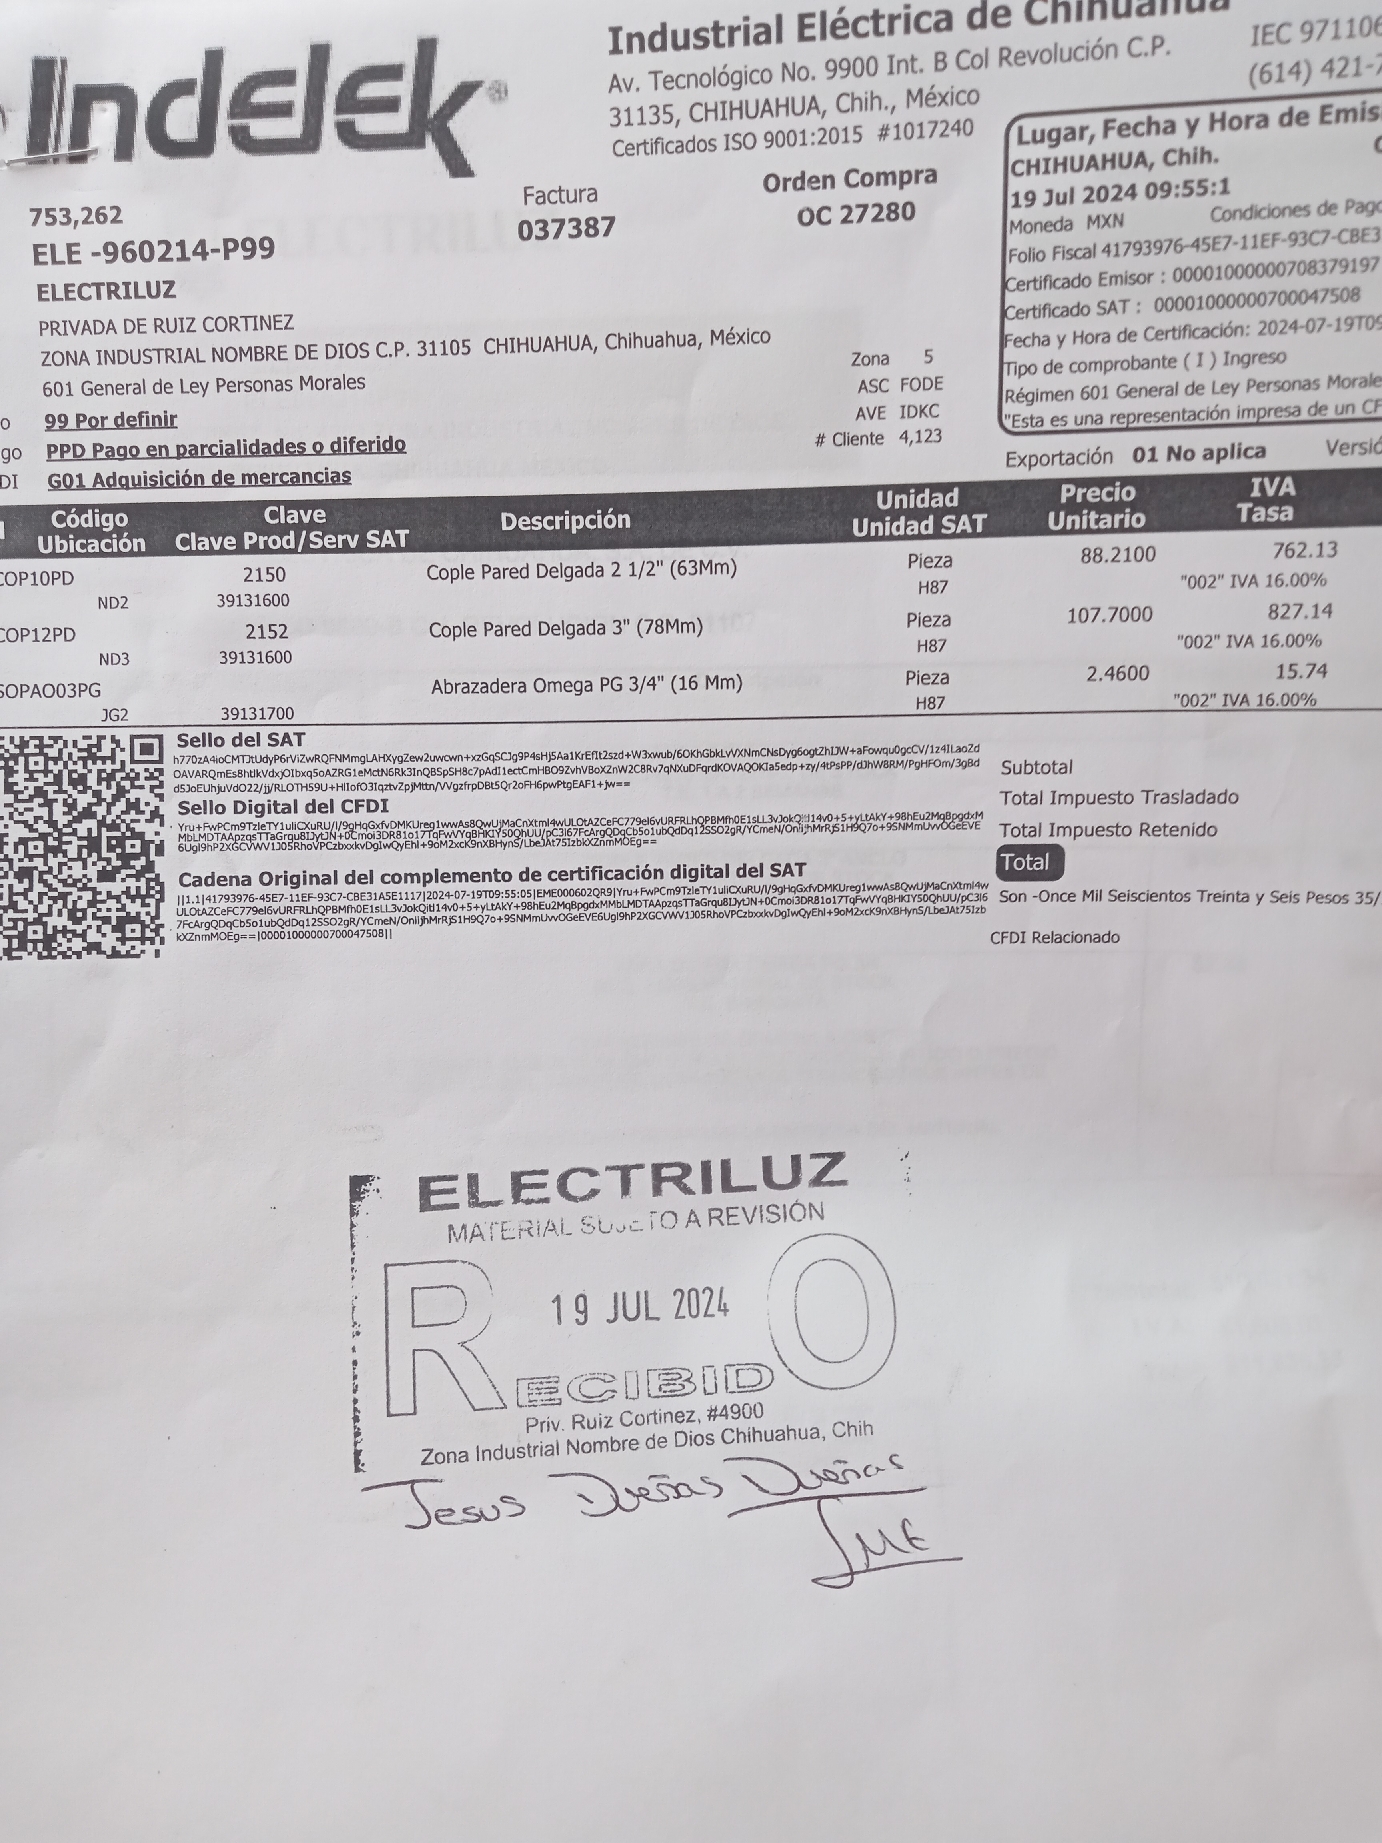 Indelek
Industrial Eléctrica de Chihuahua
Av. Tecnológico No. 9900 Int. B Col Revolución C.P.
31135, CHIHUAHUA, Chih., México
Certificados ISO 9001:2015 #1017240
IEC 971106
(614) 421-7
Lugar, Fecha y Hora de Emis
CHIHUAHUA, Chih.
19 Jul 2024 09:55:1
Moneda MXN Condiciones de Pago
Folio Fiscal 41793976-45E7-11EF-93C7-CBE3
Certificado Emisor : 00001000000708379197
Certificado SAT : 00001000000700047508
Fecha y Hora de Certificación: 2024-07-19T09
Tipo de comprobante ( I ) Ingreso
Régimen 601 General de Ley Personas Morale
"Esta es una representación impresa de un CF
Exportación 01 No aplica Versió
Factura
037387
Orden Compra
OC 27280
753,262
ELE -960214-P99
ELECTRILUZ
PRIVADA DE RUIZ CORTINEZ
ZONA INDUSTRIAL NOMBRE DE DIOS C.P. 31105 CHIHUAHUA, Chihuahua, México
601 General de Ley Personas Morales
o 99 Por definir
go PPD Pago en parcialidades o diferido
DI G01 Adquisición de mercancias
Zona 5
ASC FODE
AVE IDKC
# Cliente 4,123
Código Clave Descripción Unidad Precio IVA
Ubicación Clave Prod/Serv SAT Unidad SAT Unitario Tasa
COP10PD 2150 Cople Pared Delgada 2 1/2" (63Mm) Pieza 88.2100 762.13
ND2 39131600 H87 "002" IVA 16.00%
COP12PD 2152 Cople Pared Delgada 3" (78Mm) Pieza 107.7000 827.14
ND3 39131600 H87 "002" IVA 16.00%
SOPAO03PG Abrazadera Omega PG 3/4" (16 Mm) Pieza 2.4600 15.74
JG2 39131700 H87 "002" IVA 16.00%
Sello del SAT
Sello Digital del CFDI
Cadena Original del complemento de certificación digital del SAT
kXZnmMOEg==|00001000000700047508||
Subtotal
Total Impuesto Trasladado
Total Impuesto Retenido
Total
Son -Once Mil Seiscientos Treinta y Seis Pesos 35/
CFDI Relacionado
ELECTRILUZ
MATERIAL SUJETO A REVISIÓN
19 JUL 2024
RECIBIDO
Priv. Ruiz Cortinez, #4900
Zona Industrial Nombre de Dios Chihuahua, Chih
Jesus Dueñas Dueñas